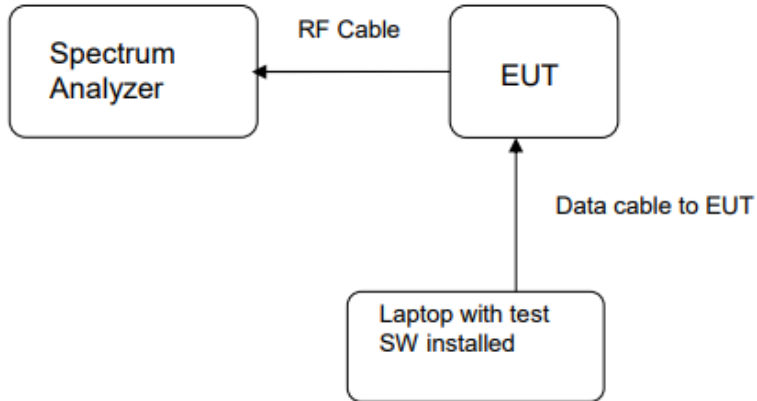 RF Cable
Spectrum
Analyzer
EUT
Data cable to EUT
Laptop with test
SW installed